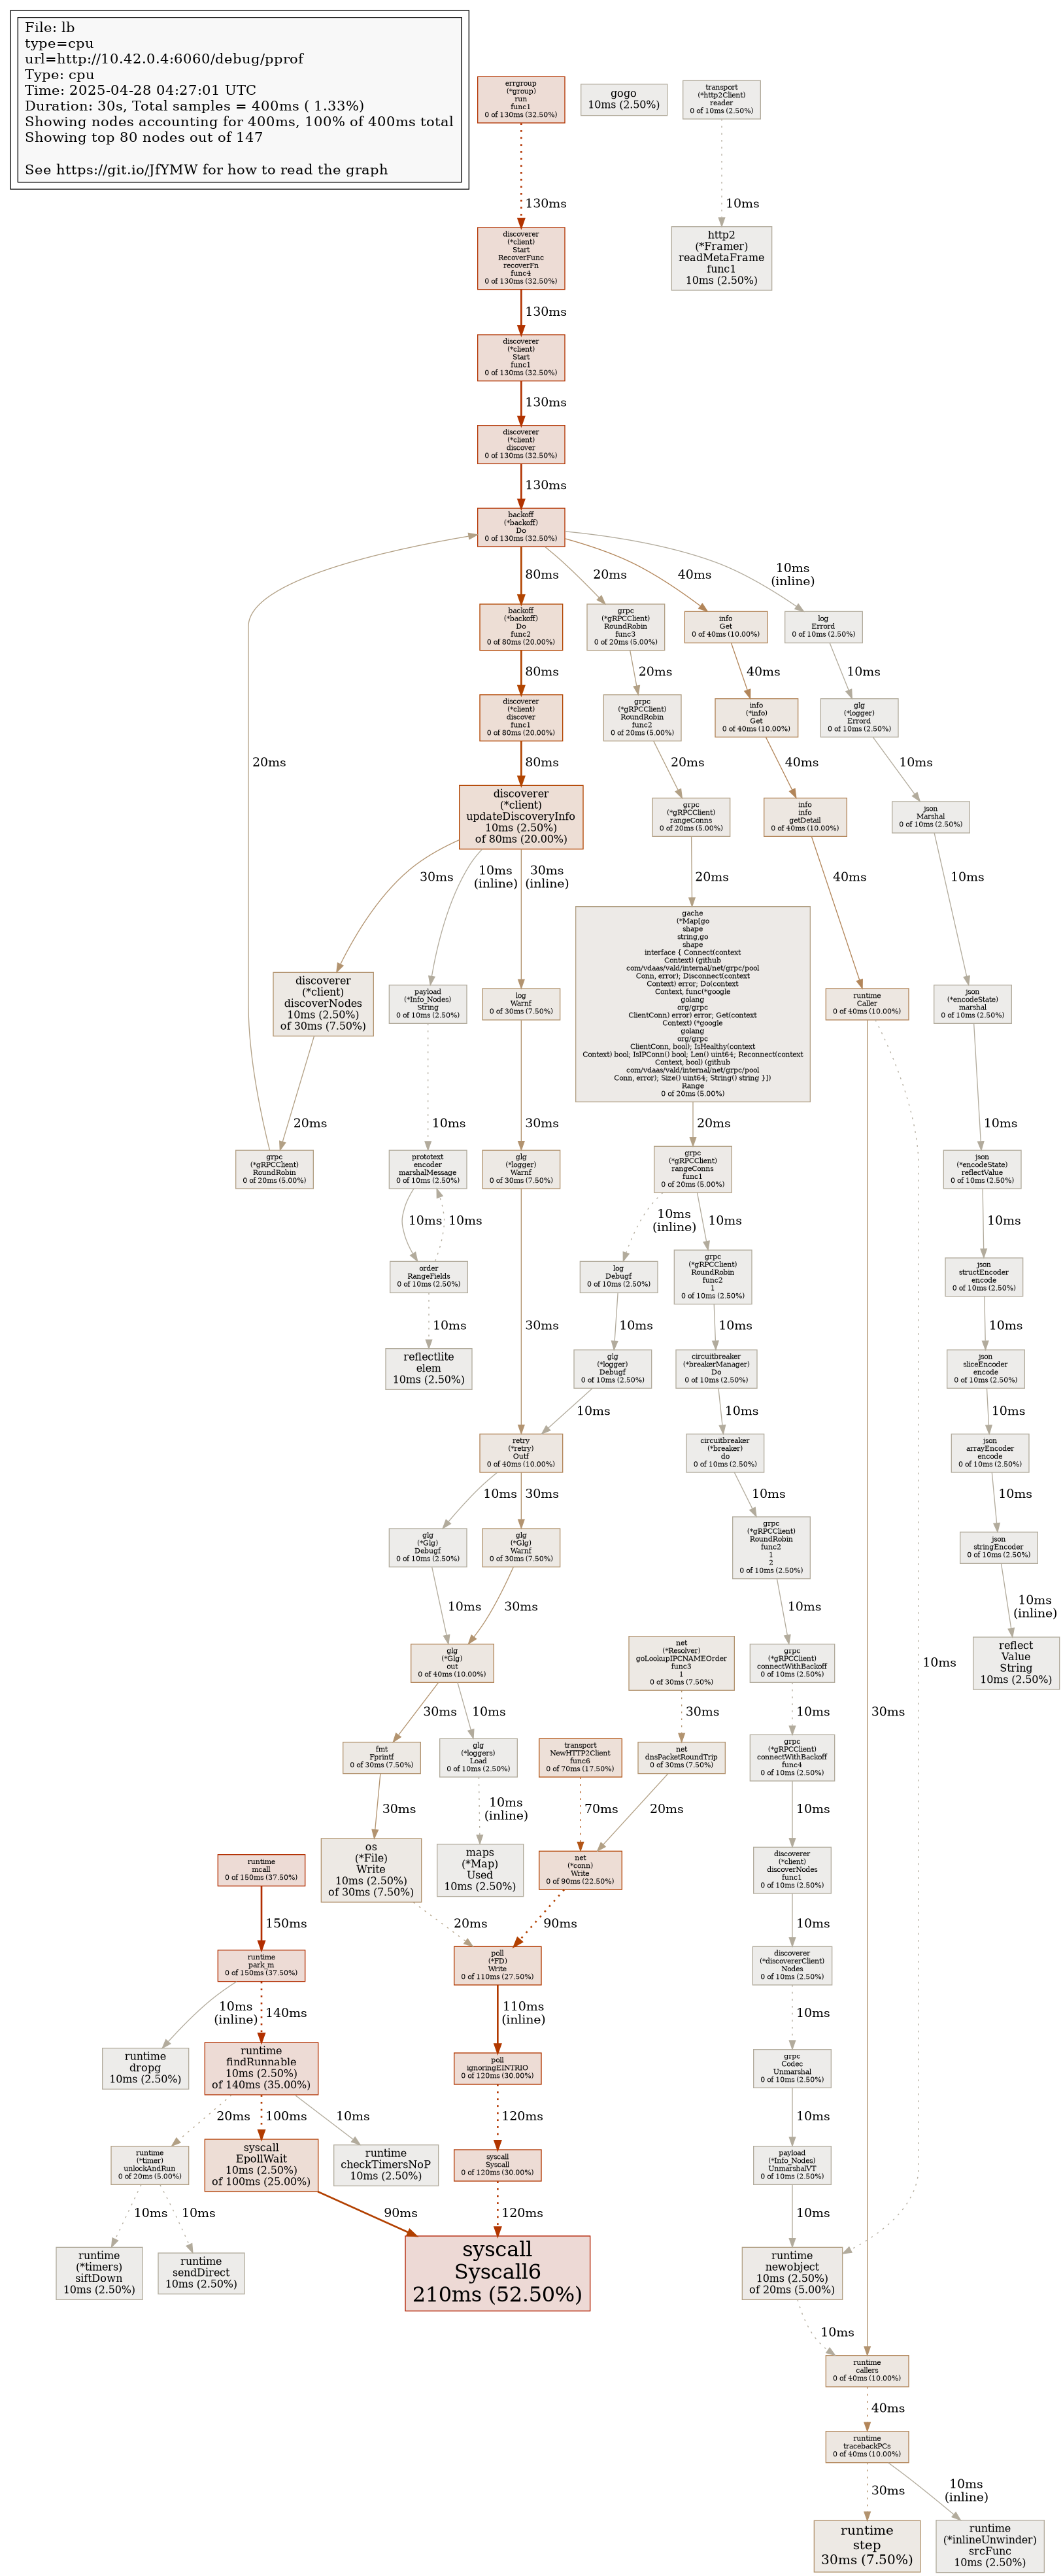 File: lb
type=cpu
url=http://10.42.0.4:6060/debug/pprof
Type: cpu
Time: 2025-04-28 04:27:01 UTC
Duration: 30s, Total samples = 400ms ( 1.33%)
Showing nodes accounting for 400ms, 100% of 400ms total
Showing top 80 nodes out of 147
See https://git.io/JfYMW for how to read the graph
errgroup
(*group)
run
func1
0 of 130ms (32.50%)
gogo
10ms (2.50%)
transport
(*http2Client)
reader
0 of 10ms (2.50%)
130ms
10ms
discoverer
(*client)
Start
RecoverFunc
recoverFn
func4
0 of 130ms (32.50%)
http2
(*Framer)
readMetaFrame
func1
10ms (2.50%)
130ms
discoverer
(*client)
Start
func1
0 of 130ms (32.50%)
130ms
discoverer
(*client)
discover
0 of 130ms (32.50%)
130ms
backoff
(*backoff)
Do
0 of 130ms (32.50%)
80ms
20ms
40ms
10ms
(inline)
backoff
(*backoff)
Do
func2
0 of 80ms (20.00%)
grpc
(*gRPCClient)
RoundRobin
func3
0 of 20ms (5.00%)
info
Get
0 of 40ms (10.00%)
log
Errord
0 of 10ms (2.50%)
80ms
20ms
40ms
10ms
discoverer
(*client)
discover
func1
0 of 80ms (20.00%)
grpc
(*gRPCClient)
RoundRobin
func2
0 of 20ms (5.00%)
info
(*info)
Get
0 of 40ms (10.00%)
glg
(*logger)
Errord
0 of 10ms (2.50%)
20ms
80ms
20ms
40ms
10ms
discoverer
(*client)
updateDiscoveryInfo
10ms (2.50%)
of 80ms (20.00%)
grpc
(*gRPCClient)
rangeConns
0 of 20ms (5.00%)
info
info
getDetail
0 of 40ms (10.00%)
json
Marshal
0 of 10ms (2.50%)
30ms
10ms
(inline)
30ms
(inline)
20ms
40ms
10ms
discoverer
(*client)
discoverNodes
10ms (2.50%)
of 30ms (7.50%)
payload
(*Info_Nodes)
String
0 of 10ms (2.50%)
log
Warnf
0 of 30ms (7.50%)
gache
(*Map[go
shape
string,go
shape
interface { Connect(context
Context) (github
com/vdaas/vald/internal/net/grpc/pool
Conn, error); Disconnect(context
Context) error; Do(context
Context, func(*google
golang
org/grpc
ClientConn) error) error; Get(context
Context) (*google
golang
org/grpc
ClientConn, bool); IsHealthy(context
Context) bool; IsIPConn() bool; Len() uint64; Reconnect(context
Context, bool) (github
com/vdaas/vald/internal/net/grpc/pool
Conn, error); Size() uint64; String() string }])
Range
0 of 20ms (5.00%)
runtime
Caller
0 of 40ms (10.00%)
json
(*encodeState)
marshal
0 of 10ms (2.50%)
20ms
10ms
30ms
20ms
10ms
grpc
(*gRPCClient)
RoundRobin
0 of 20ms (5.00%)
prototext
encoder
marshalMessage
0 of 10ms (2.50%)
glg
(*logger)
Warnf
0 of 30ms (7.50%)
grpc
(*gRPCClient)
rangeConns
func1
0 of 20ms (5.00%)
json
(*encodeState)
reflectValue
0 of 10ms (2.50%)
10ms
10ms
10ms
(inline)
10ms
10ms
order
RangeFields
0 of 10ms (2.50%)
log
Debugf
0 of 10ms (2.50%)
grpc
(*gRPCClient)
RoundRobin
func2
1
0 of 10ms (2.50%)
json
structEncoder
encode
0 of 10ms (2.50%)
10ms
30ms
10ms
10ms
10ms
reflectlite
elem
10ms (2.50%)
glg
(*logger)
Debugf
0 of 10ms (2.50%)
circuitbreaker
(*breakerManager)
Do
0 of 10ms (2.50%)
json
sliceEncoder
encode
0 of 10ms (2.50%)
10ms
10ms
10ms
retry
(*retry)
Outf
0 of 40ms (10.00%)
circuitbreaker
(*breaker)
do
0 of 10ms (2.50%)
json
arrayEncoder
encode
0 of 10ms (2.50%)
10ms
30ms
10ms
10ms
glg
(*Glg)
Debugf
0 of 10ms (2.50%)
glg
(*Glg)
Warnf
0 of 30ms (7.50%)
grpc
(*gRPCClient)
RoundRobin
func2
1
2
0 of 10ms (2.50%)
json
stringEncoder
0 of 10ms (2.50%)
10ms
30ms
10ms
10ms
(inline)
glg
(*Glg)
out
0 of 40ms (10.00%)
net
(*Resolver)
goLookupIPCNAMEOrder
func3
1
0 of 30ms (7.50%)
grpc
(*gRPCClient)
connectWithBackoff
0 of 10ms (2.50%)
reflect
Value
String
10ms (2.50%)
10ms
30ms
10ms
30ms
10ms
30ms
fmt
Fprintf
0 of 30ms (7.50%)
glg
(*loggers)
Load
0 of 10ms (2.50%)
transport
NewHTTP2Client
func6
0 of 70ms (17.50%)
net
dnsPacketRoundTrip
0 of 30ms (7.50%)
grpc
(*gRPCClient)
connectWithBackoff
func4
0 of 10ms (2.50%)
30ms
10ms
(inline)
70ms
20ms
10ms
runtime
mcall
0 of 150ms (37.50%)
os
(*File)
Write
10ms (2.50%)
of 30ms (7.50%)
maps
(*Map)
Used
10ms (2.50%)
net
(*conn)
Write
0 of 90ms (22.50%)
discoverer
(*client)
discoverNodes
func1
0 of 10ms (2.50%)
150ms
20ms
90ms
10ms
runtime
park_m
0 of 150ms (37.50%)
poll
(*FD)
Write
0 of 110ms (27.50%)
discoverer
(*discovererClient)
Nodes
0 of 10ms (2.50%)
10ms
(inline)
140ms
110ms
(inline)
10ms
runtime
dropg
10ms (2.50%)
runtime
findRunnable
10ms (2.50%)
of 140ms (35.00%)
poll
ignoringEINTRIO
0 of 120ms (30.00%)
grpc
Codec
Unmarshal
0 of 10ms (2.50%)
20ms
100ms
10ms
120ms
10ms
runtime
(*timer)
unlockAndRun
0 of 20ms (5.00%)
syscall
EpollWait
10ms (2.50%)
of 100ms (25.00%)
runtime
checkTimersNoP
10ms (2.50%)
syscall
Syscall
0 of 120ms (30.00%)
payload
(*Info_Nodes)
UnmarshalVT
0 of 10ms (2.50%)
10ms
10ms
90ms
120ms
10ms
runtime
(*timers)
siftDown
10ms (2.50%)
runtime
sendDirect
10ms (2.50%)
syscall
Syscall6
210ms (52.50%)
runtime
newobject
10ms (2.50%)
of 20ms (5.00%)
10ms
runtime
callers
0 of 40ms (10.00%)
40ms
runtime
tracebackPCs
0 of 40ms (10.00%)
30ms
10ms
(inline)
runtime
step
30ms (7.50%)
runtime
(*inlineUnwinder)
srcFunc
10ms (2.50%)